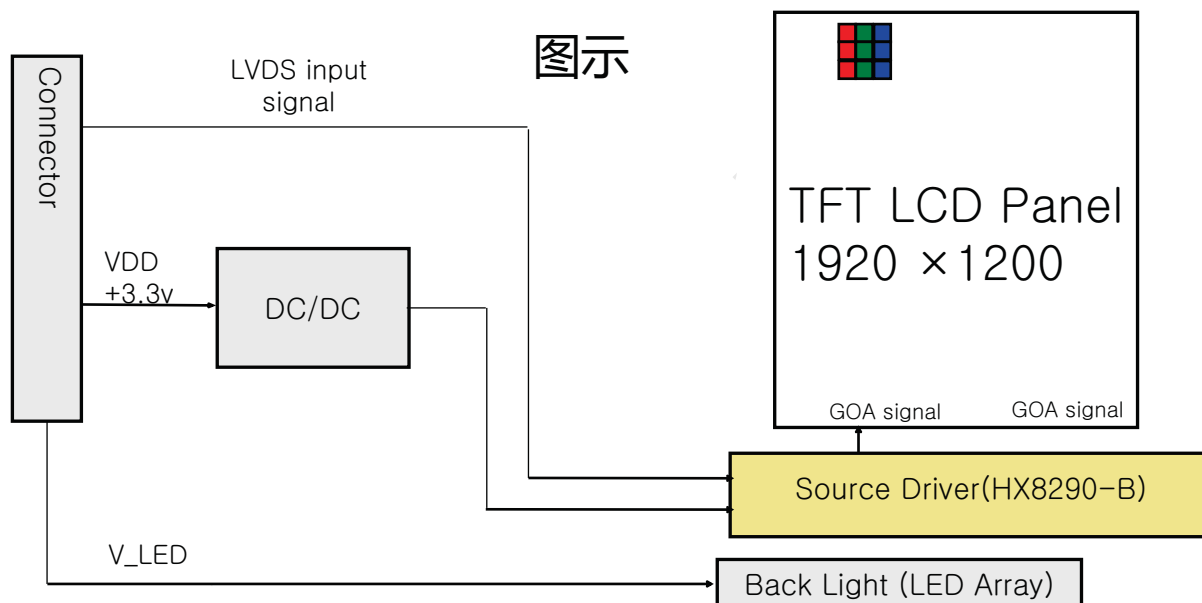 图示
Connector
LVDS input
signal
TFT LCD Panel
1920 ×1200
VDD
+3.3v
DC/DC
GOA signal
GOA signal
Source Driver(HX8290-B)
V_LED
Back Light (LED Array)